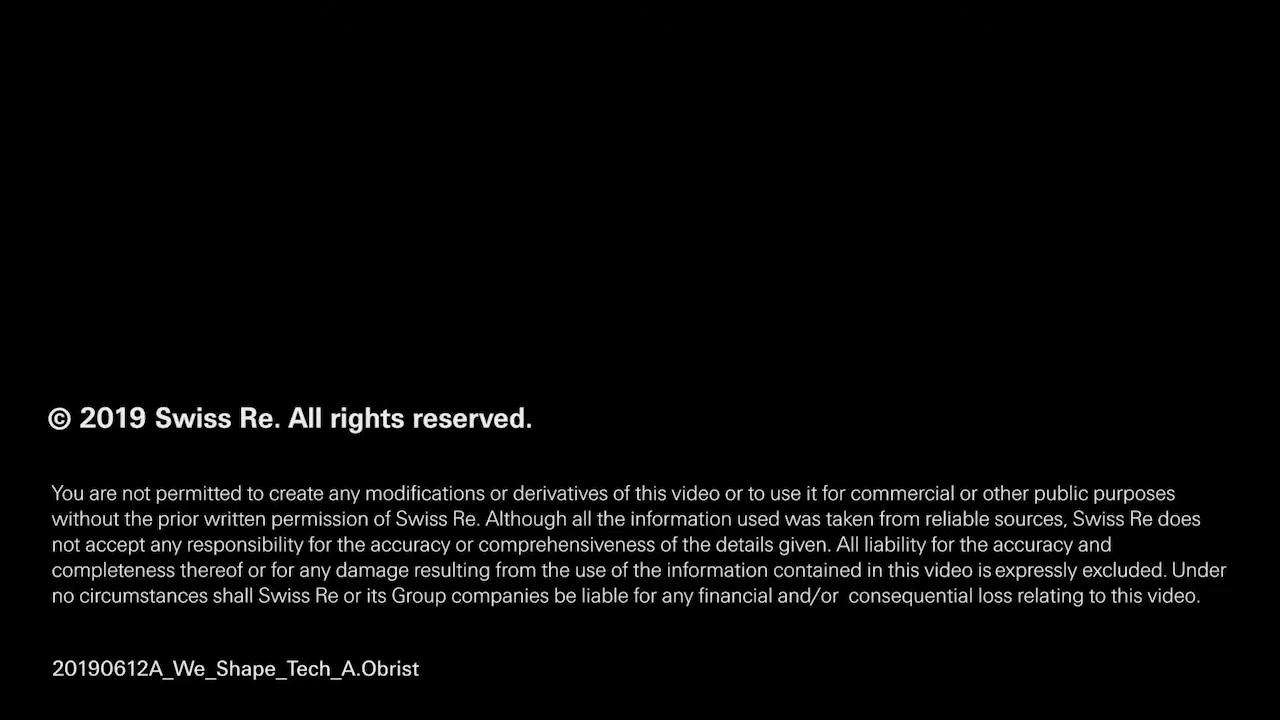 © 2019 Swiss Re. All rights reserved.
You are not permitted to create any modifications or derivatives of this video or to use it for commercial or other public purposes
without the prior written permission of Swiss Re. Although all the information used was taken from reliable sources, Swiss Re does
not accept any responsibility for the accuracy or comprehensiveness of the details given. All liability for the accuracy and
completeness thereof or for any damage resulting from the use of the information contained in this video is expressly excluded. Under
no circumstances shall Swiss Re or its Group companies be liable for any financial and/or  consequential loss relating to this video.
20190612A_We_Shape_Tech_A.Obrist